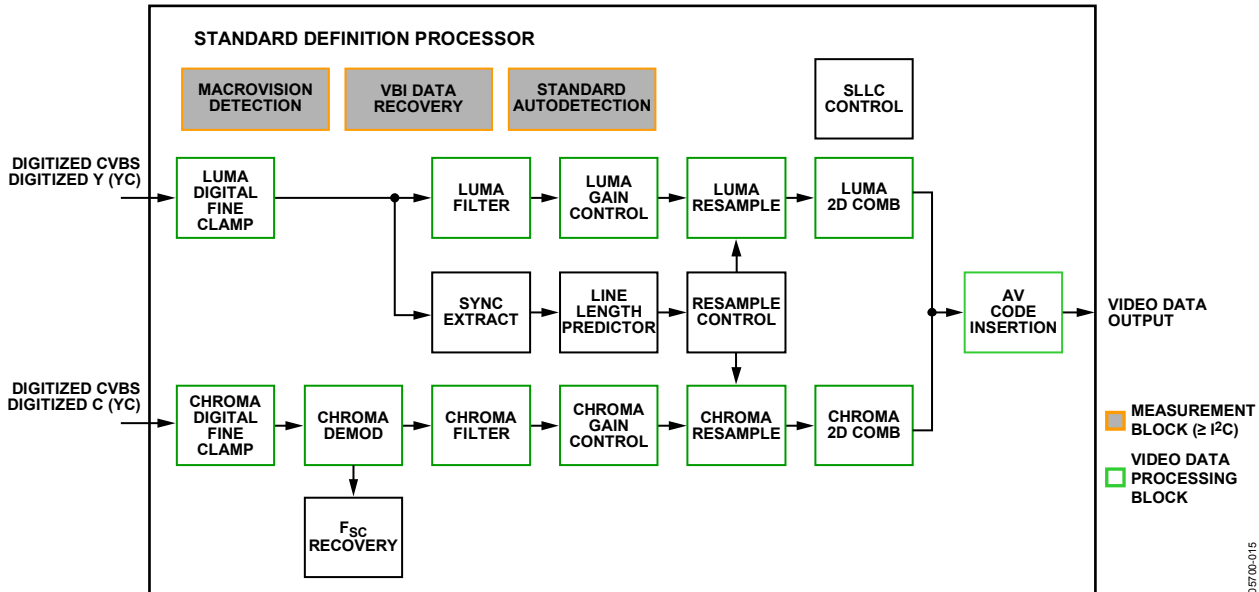 STANDARD DEFINITION PROCESSOR
MACROVISION
DETECTION
VBI DATA
RECOVERY
STANDARD
AUTODETECTION
SLLC
CONTROL
DIGITIZED CVBS
DIGITIZED Y (YC)
LUMA
DIGITAL
FINE
CLAMP
LUMA
FILTER
LUMA
GAIN
CONTROL
LUMA
RESAMPLE
LUMA
2D COMB
SYNC
EXTRACT
LINE
LENGTH
PREDICTOR
RESAMPLE
CONTROL
AV
CODE
INSERTION
VIDEO DATA
OUTPUT
DIGITIZED CVBS
DIGITIZED C (YC)
CHROMA
DIGITAL
FINE
CLAMP
CHROMA
DEMOD
CHROMA
FILTER
CHROMA
GAIN
CONTROL
CHROMA
RESAMPLE
CHROMA
2D COMB
FSC
RECOVERY
MEASUREMENT
BLOCK (≥ I²C)
VIDEO DATA
PROCESSING
BLOCK
05700-015